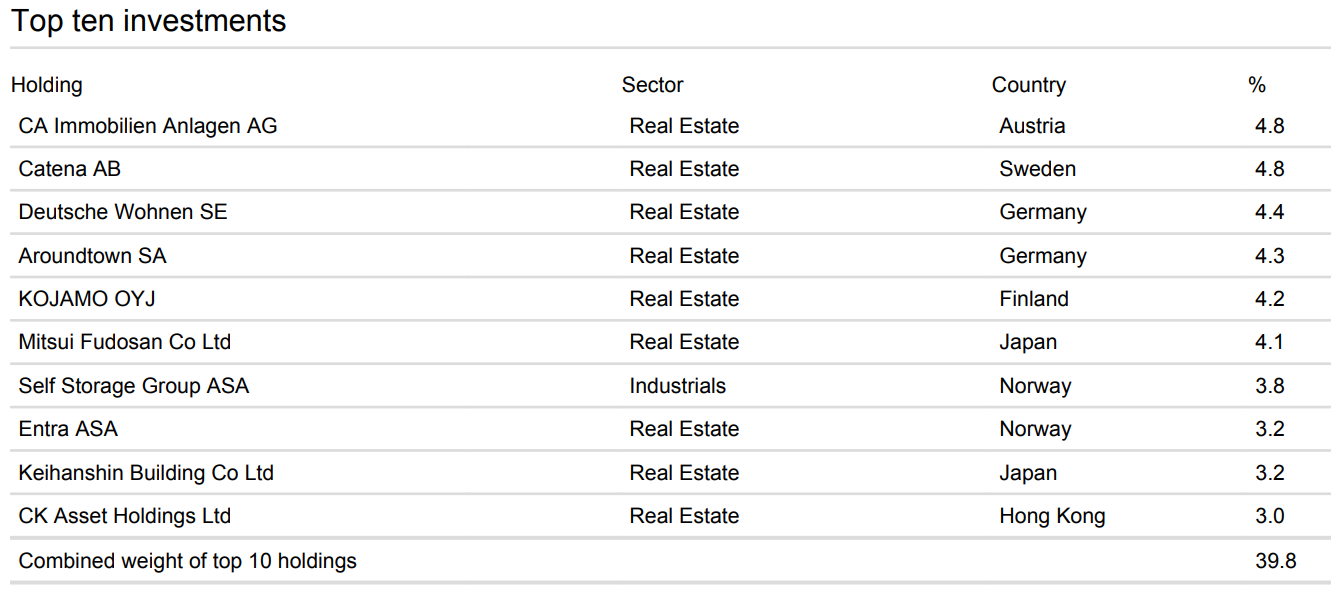 Top ten investments
Holding Sector Country %
CA Immobilien Anlagen AG Real Estate Austria 4.8
Catena AB Real Estate Sweden 4.8
Deutsche Wohnen SE Real Estate Germany 4.4
Aroundtown SA Real Estate Germany 4.3
KOJAMO OYJ Real Estate Finland 4.2
Mitsui Fudosan Co Ltd Real Estate Japan 4.1
Self Storage Group ASA Industrials Norway 3.8
Entra ASA Real Estate Norway 3.2
Keihanshin Building Co Ltd Real Estate Japan 3.2
CK Asset Holdings Ltd Real Estate Hong Kong 3.0
Combined weight of top 10 holdings 39.8